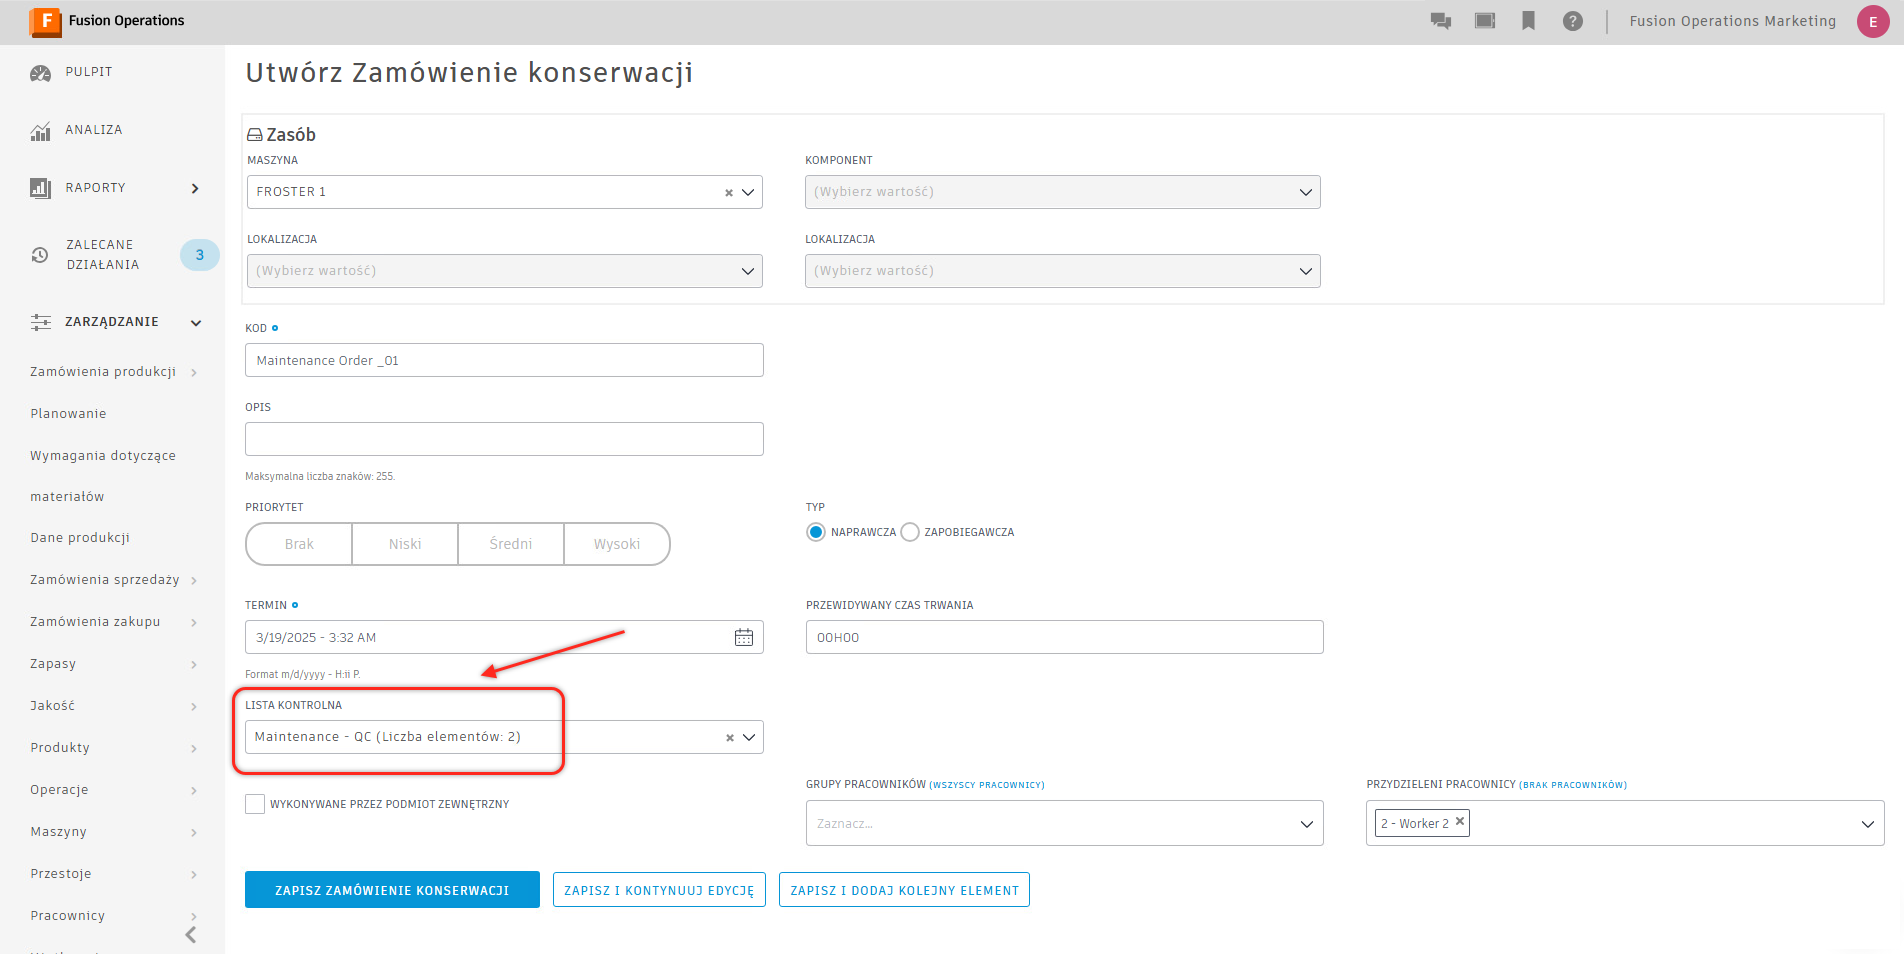 F Fusion Operations
Fusion Operations Marketing
E
PULPIT
ANALIZA
RAPORTY
ZALECANE
DZIAŁANIA
3
ZARZĄDZANIE
Zamówienia produkcji
Planowanie
Wymagania dotyczące
materiałów
Dane produkcji
Zamówienia sprzedaży
Zamówienia zakupu
Zapasy
Jakość
Produkty
Operacje
Maszyny
Przestoje
Pracownicy
Utwórz Zamówienie konserwacji
Zasób
MASZYNA
FROSTER 1
KOMPONENT
(Wybierz wartość)
LOKALIZACJA
(Wybierz wartość)
LOKALIZACJA
(Wybierz wartość)
KOD
Maintenance Order _01
OPIS
Maksymalna liczba znaków: 255.
PRIORYTET
Brak Niski Średni Wysoki
TYP
NAPRAWCZA ZAPOBIEGAWCZA
TERMIN
3/19/2025 - 3:32 AM
Format m/d/yyyy - H:ii P.
PRZEWIDYWANY CZAS TRWANIA
00H00
LISTA KONTROLNA
Maintenance - QC (Liczba elementów: 2)
WYKONYWANE PRZEZ PODMIOT ZEWNĘTRZNY
GRUPY PRACOWNIKÓW (WSZYSCY PRACOWNICY)
Zaznacz...
PRZYDZIELENI PRACOWNICY (BRAK PRACOWNIKÓW)
2 - Worker 2
ZAPISZ ZAMÓWIENIE KONSERWACJI
ZAPISZ I KONTYNUUJ EDYCJĘ
ZAPISZ I DODAJ KOLEJNY ELEMENT